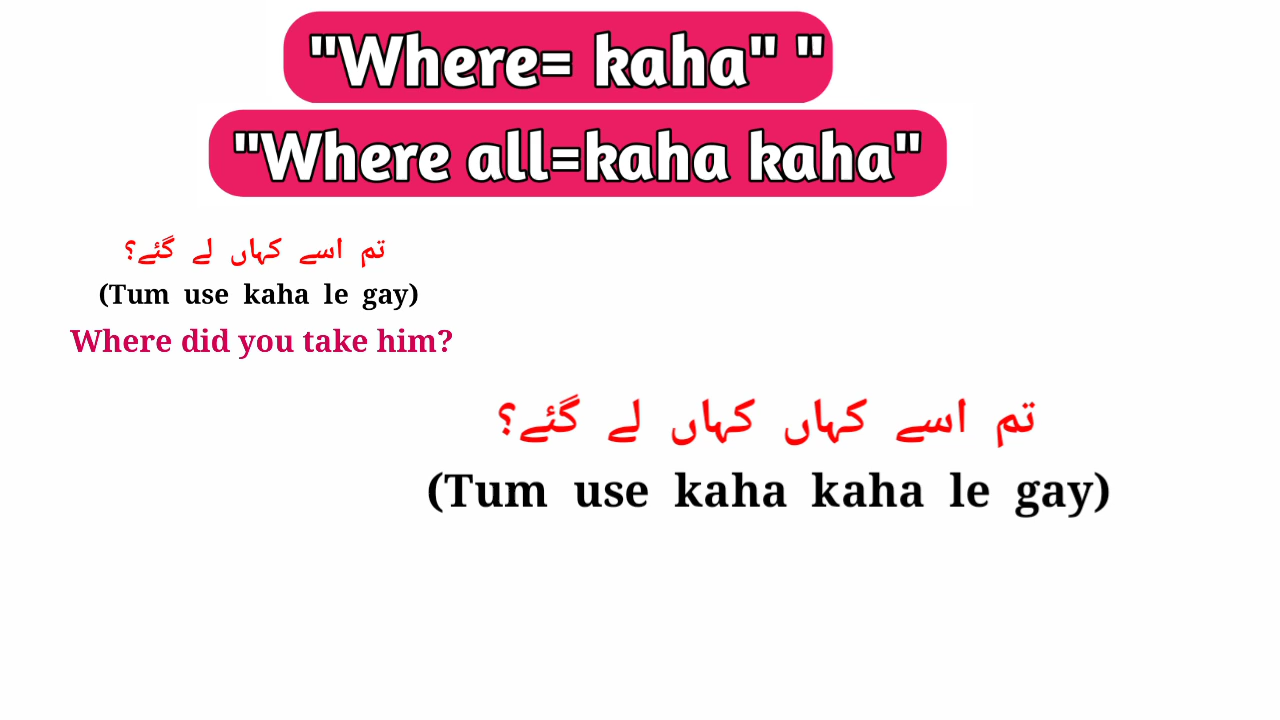 "Where= kaha" "
"Where all=kaha kaha"
تم اسے کہاں لے گئے؟
(Tum use kaha le gay)
Where did you take him?
تم اسے کہاں کہاں لے گئے؟
(Tum use kaha kaha le gay)